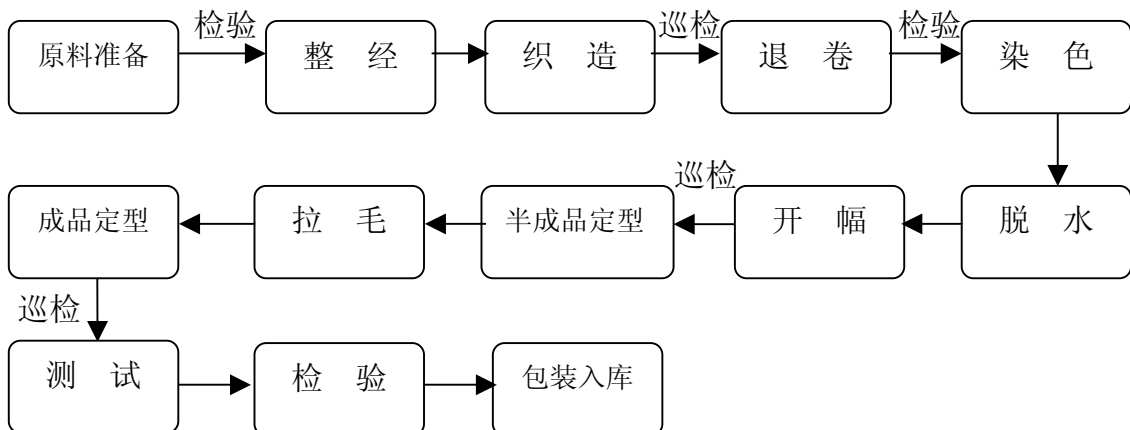 原料准备 检验 整 经 织 造 巡检 退 卷 检验 染 色
成品定型 拉 毛 半成品定型 巡检 开 幅 脱 水
巡检
测 试 检 验 包装入库